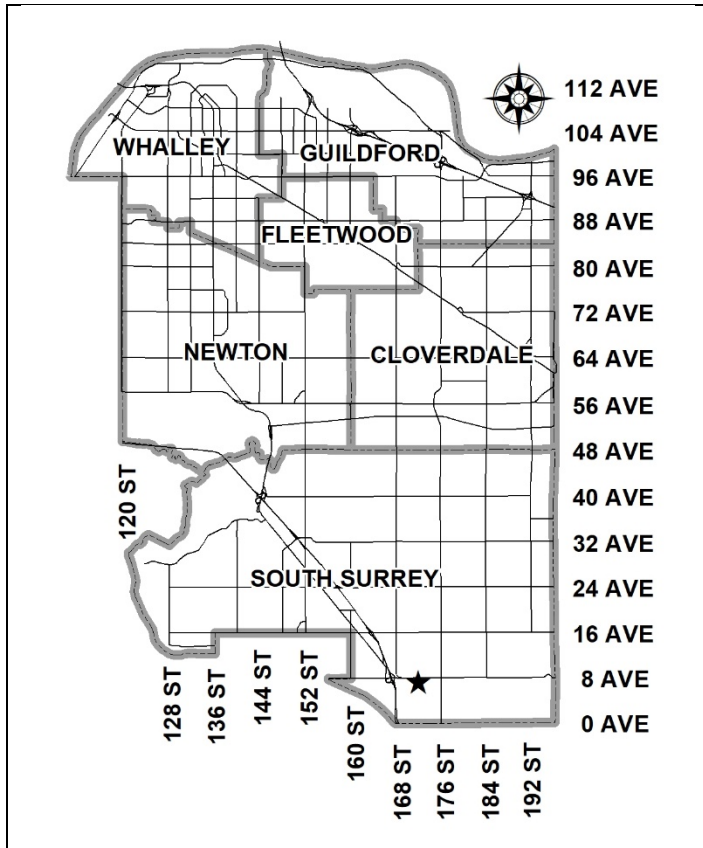 112 AVE
104 AVE
WHALLEY
GUILDFORD
96 AVE
88 AVE
FLEETWOOD
80 AVE
72 AVE
NEWTON
CLOVERDALE
64 AVE
56 AVE
48 AVE
120 ST
40 AVE
32 AVE
SOUTH SURREY
24 AVE
16 AVE
128 ST
136 ST
144 ST
152 ST
160 ST
8 AVE
0 AVE
168 ST
176 ST
184 ST
192 ST